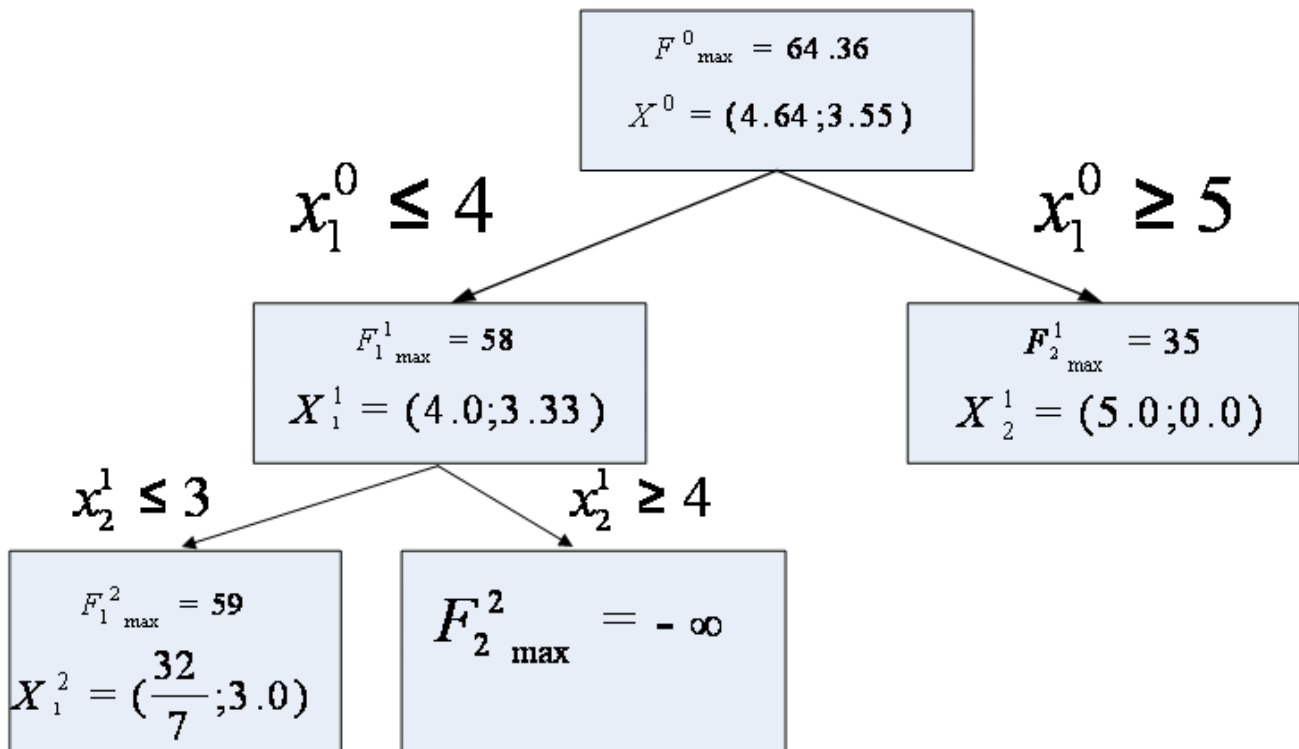 F⁰max = 64.36
X⁰ = (4.64;3.55)
x₁⁰ ≤ 4
x₁⁰ ≥ 5
F₁¹max = 58
X₁¹ = (4.0;3.33)
F₂¹max = 35
X₂¹ = (5.0;0.0)
x₂¹ ≤ 3
x₂¹ ≥ 4
F₁²max = 59
X₁² = (32/7;3.0)
F₂²max = - ∞